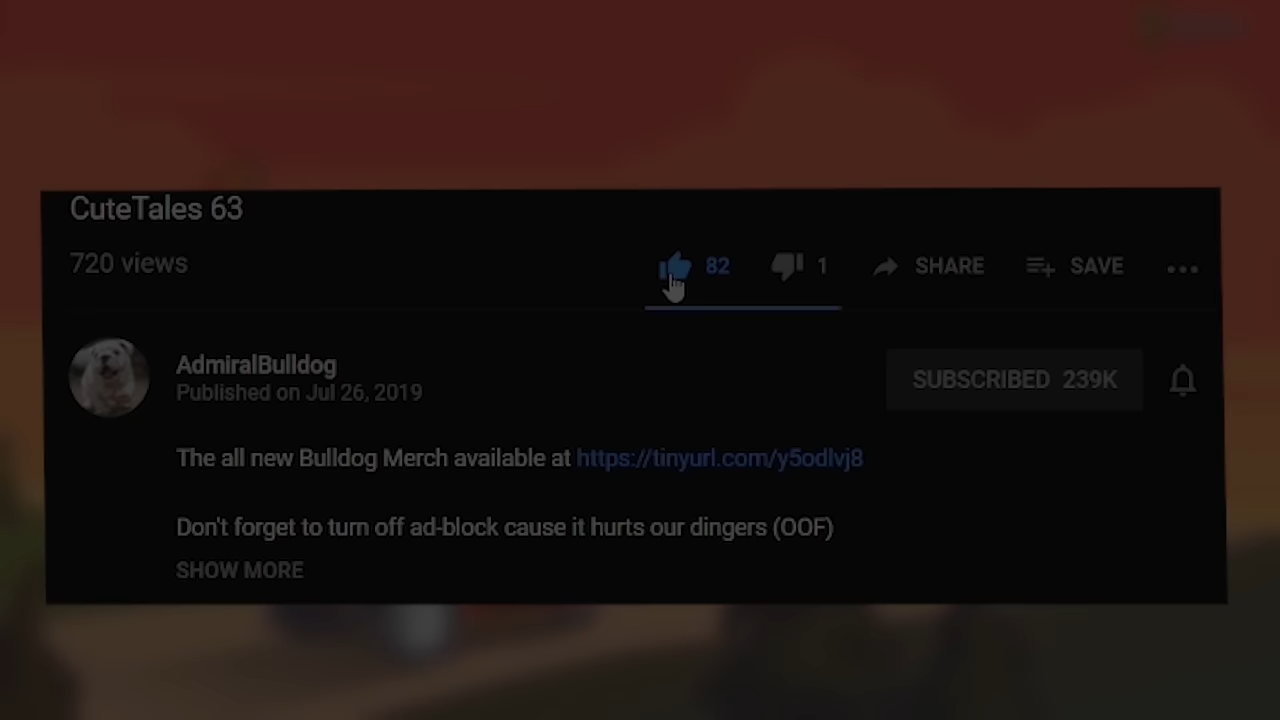 CuteTales 63
720 views
82
1
SHARE
SAVE
AdmiralBulldog
Published on Jul 26, 2019
SUBSCRIBED 239K
The all new Bulldog Merch available at https://tinyurl.com/y5odlvj8
Don't forget to turn off ad-block cause it hurts our dingers (OOF)
SHOW MORE